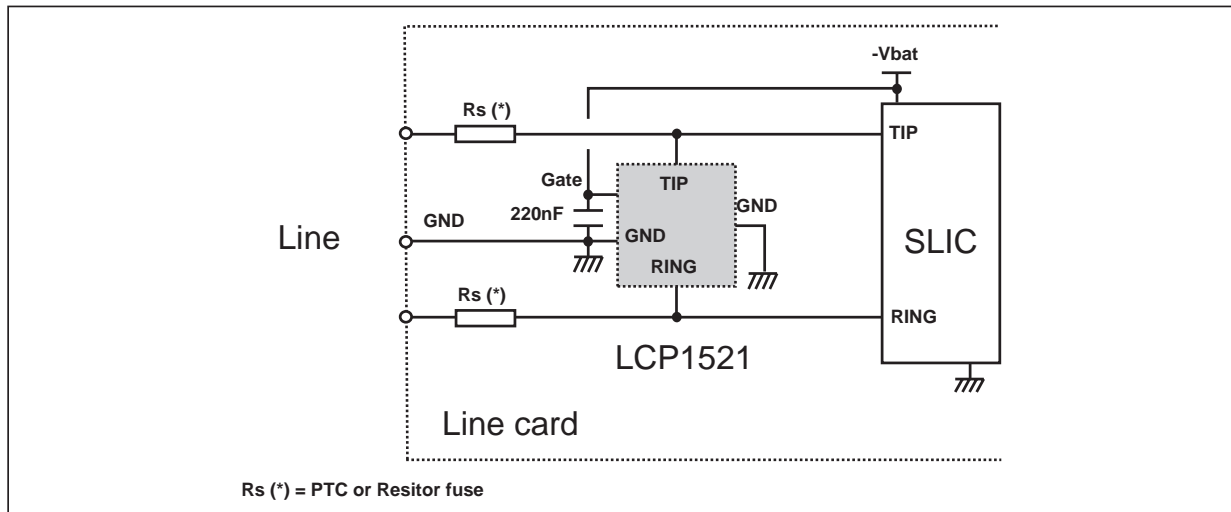 -Vbat
Rs (*)
TIP
Gate
TIP
220nF
GND
GND
GND
Line
SLIC
RING
Rs (*)
RING
LCP1521
Line card
Rs (*) = PTC or Resitor fuse